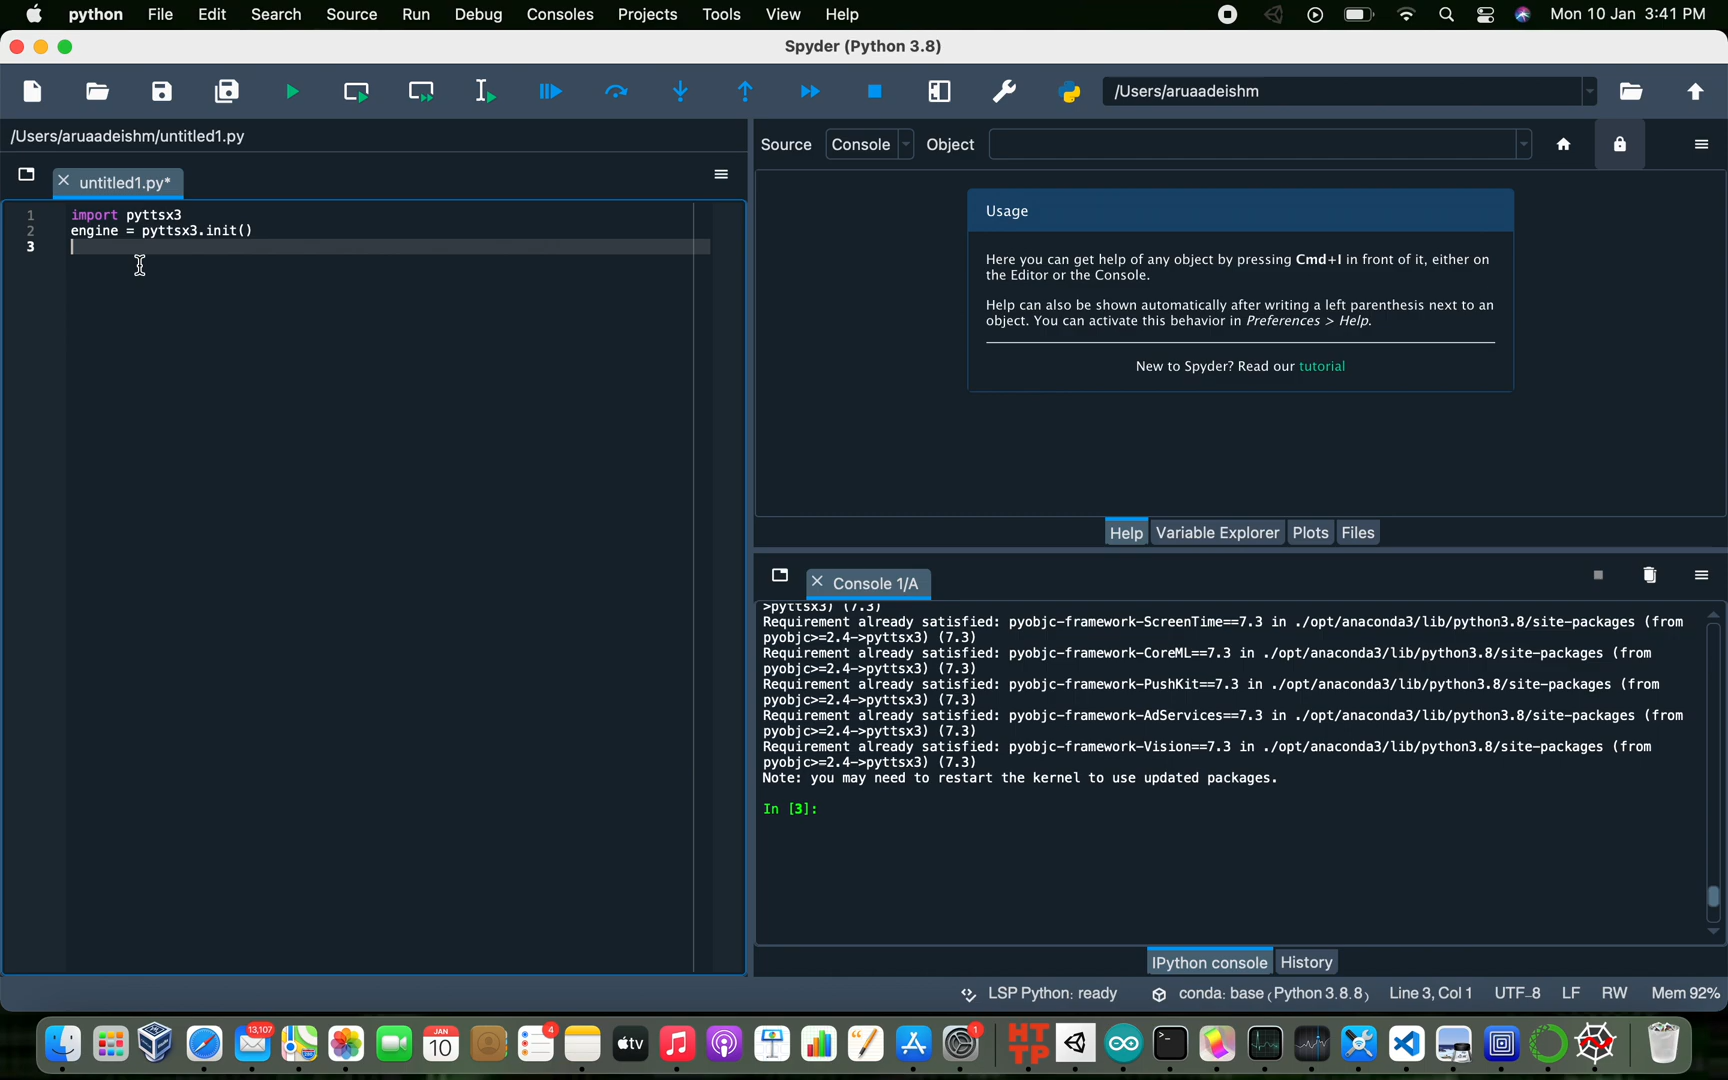 python File Edit Search Source Run Debug Consoles Projects Tools View Help Mon 10 Jan 3:41 PM
Spyder (Python 3.8)
/Users/aruaadeishm
/Users/aruaadeishm/untitled1.py
untitled1.py*
1 import pyttsx3
2 engine = pyttsx3.init()
3
Source Console Object
Usage
Here you can get help of any object by pressing Cmd+I in front of it, either on
the Editor or the Console.
Help can also be shown automatically after writing a left parenthesis next to an
object. You can activate this behavior in Preferences > Help.
New to Spyder? Read our tutorial
Help Variable Explorer Plots Files
Console 1/A
>pyttsx3) (7.3)
Requirement already satisfied: pyobjc-framework-ScreenTime==7.3 in ./opt/anaconda3/lib/python3.8/site-packages (from
pyobjc>=2.4->pyttsx3) (7.3)
Requirement already satisfied: pyobjc-framework-CoreML==7.3 in ./opt/anaconda3/lib/python3.8/site-packages (from
pyobjc>=2.4->pyttsx3) (7.3)
Requirement already satisfied: pyobjc-framework-PushKit==7.3 in ./opt/anaconda3/lib/python3.8/site-packages (from
pyobjc>=2.4->pyttsx3) (7.3)
Requirement already satisfied: pyobjc-framework-AdServices==7.3 in ./opt/anaconda3/lib/python3.8/site-packages (from
pyobjc>=2.4->pyttsx3) (7.3)
Requirement already satisfied: pyobjc-framework-Vision==7.3 in ./opt/anaconda3/lib/python3.8/site-packages (from
pyobjc>=2.4->pyttsx3) (7.3)
Note: you may need to restart the kernel to use updated packages.
In [3]:
IPython console History
LSP Python: ready conda: base (Python 3.8.8) Line 3, Col 1 UTF-8 LF RW Mem 92%
13,107 JAN 10 4 tv 1 HTTP